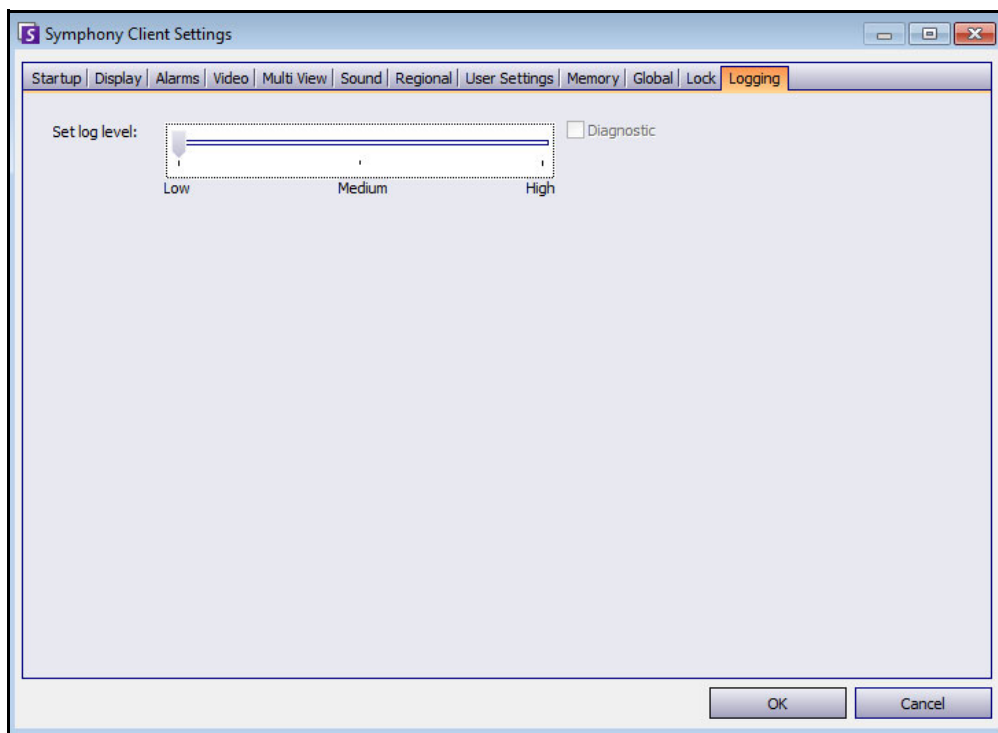 Symphony Client Settings
Startup Display Alarms Video Multi View Sound Regional User Settings Memory Global Lock Logging
Set log level: Diagnostic
Low Medium High
OK Cancel